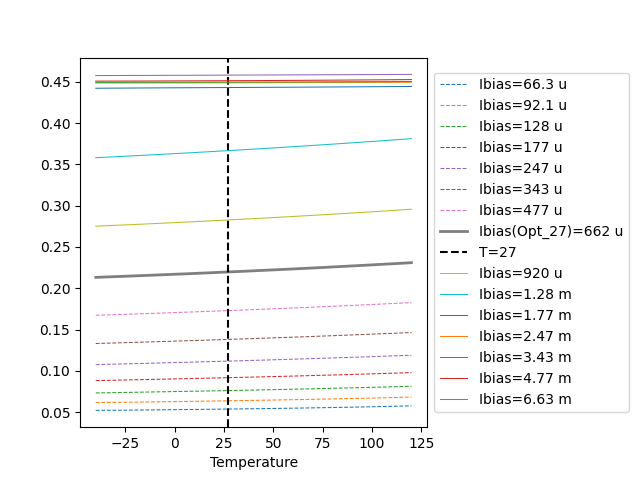 0.45
0.40
0.35
0.30
0.25
0.20
0.15
0.10
0.05
−25
0
25
50
75
100
125
Temperature
Ibias=66.3 u
Ibias=92.1 u
Ibias=128 u
Ibias=177 u
Ibias=247 u
Ibias=343 u
Ibias=477 u
Ibias(Opt_27)=662 u
T=27
Ibias=920 u
Ibias=1.28 m
Ibias=1.77 m
Ibias=2.47 m
Ibias=3.43 m
Ibias=4.77 m
Ibias=6.63 m